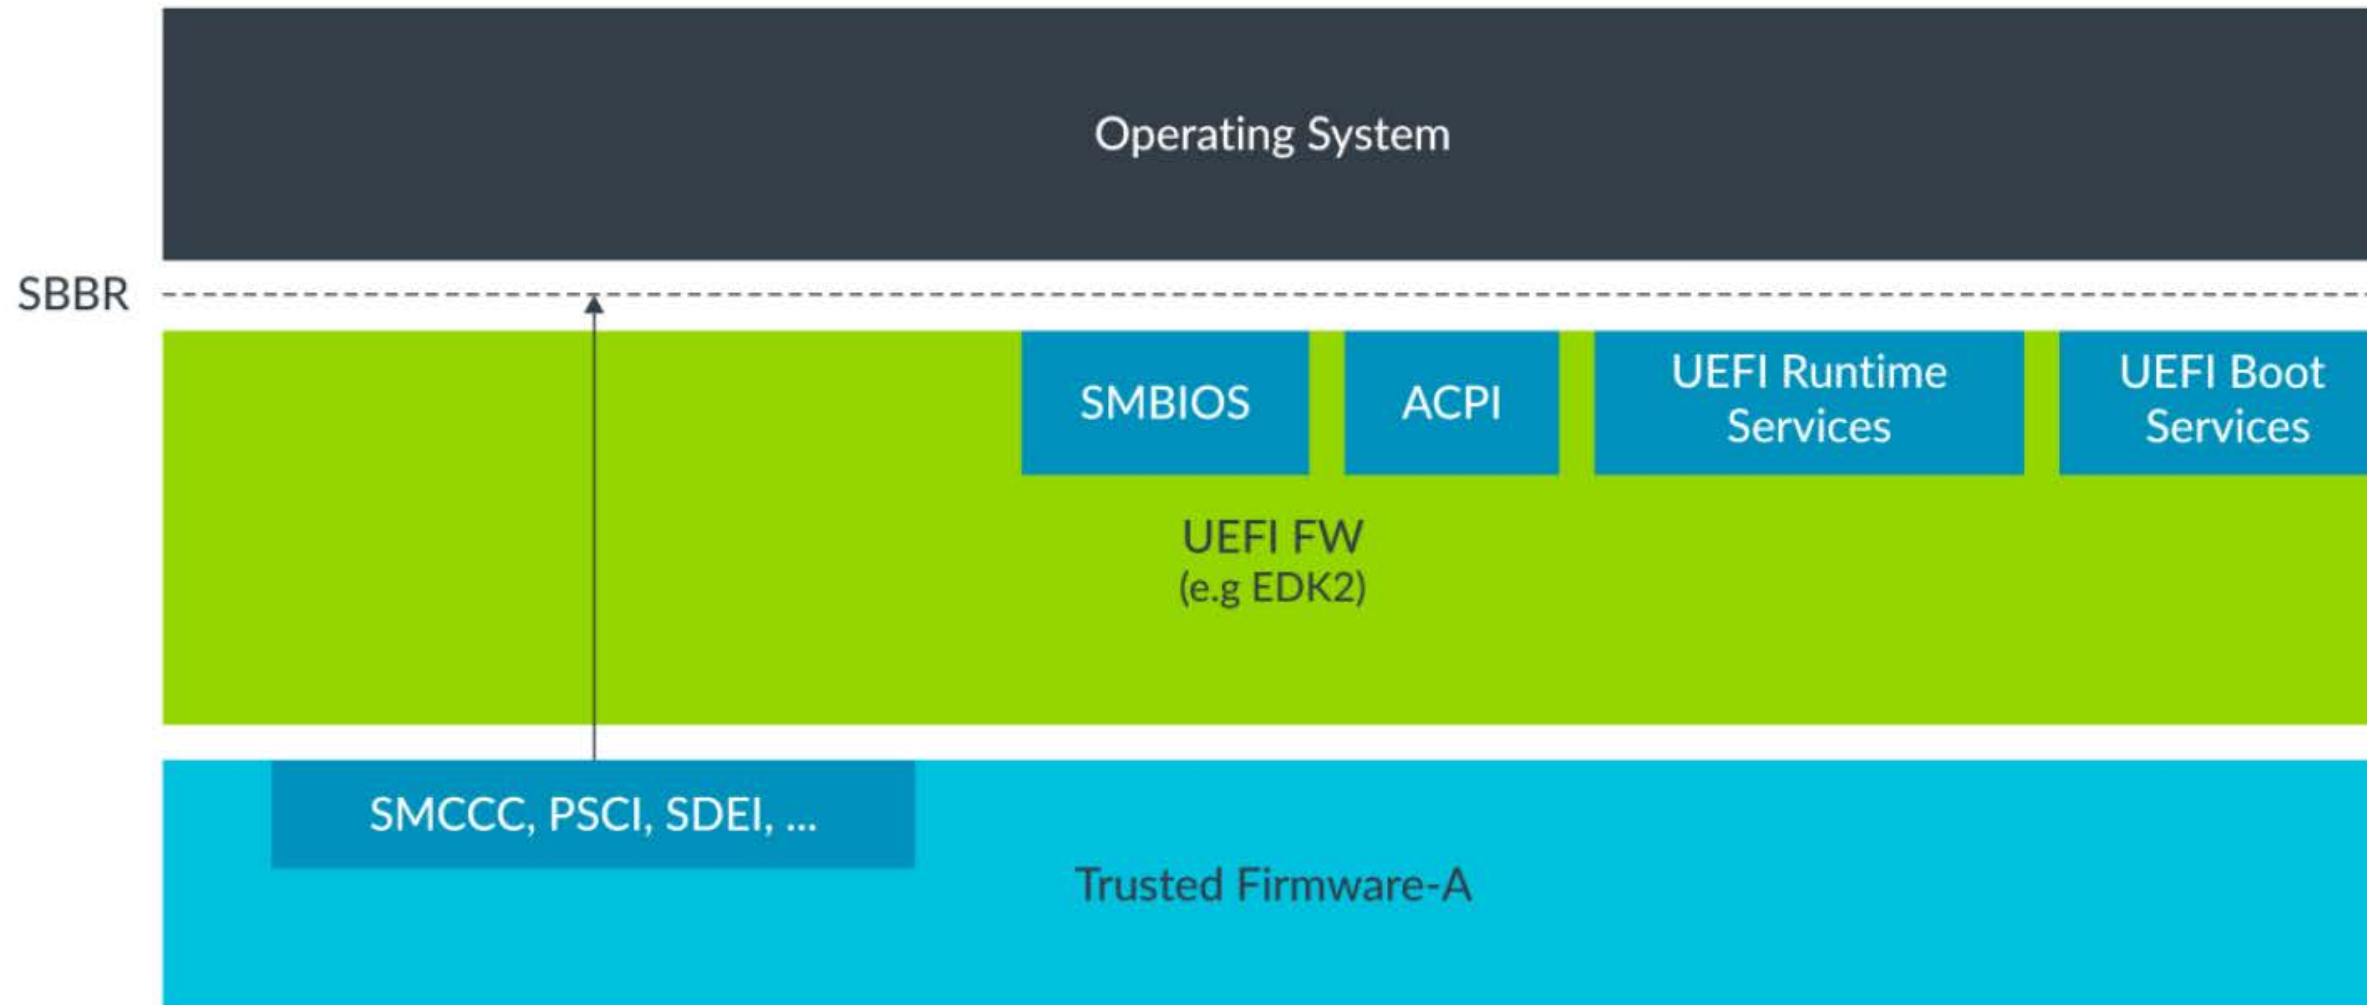 Operating System
SBBR
SMBIOS
ACPI
UEFI Runtime
Services
UEFI Boot
Services
UEFI FW
(e.g EDK2)
SMCCC, PSCI, SDEI, ...
Trusted Firmware-A